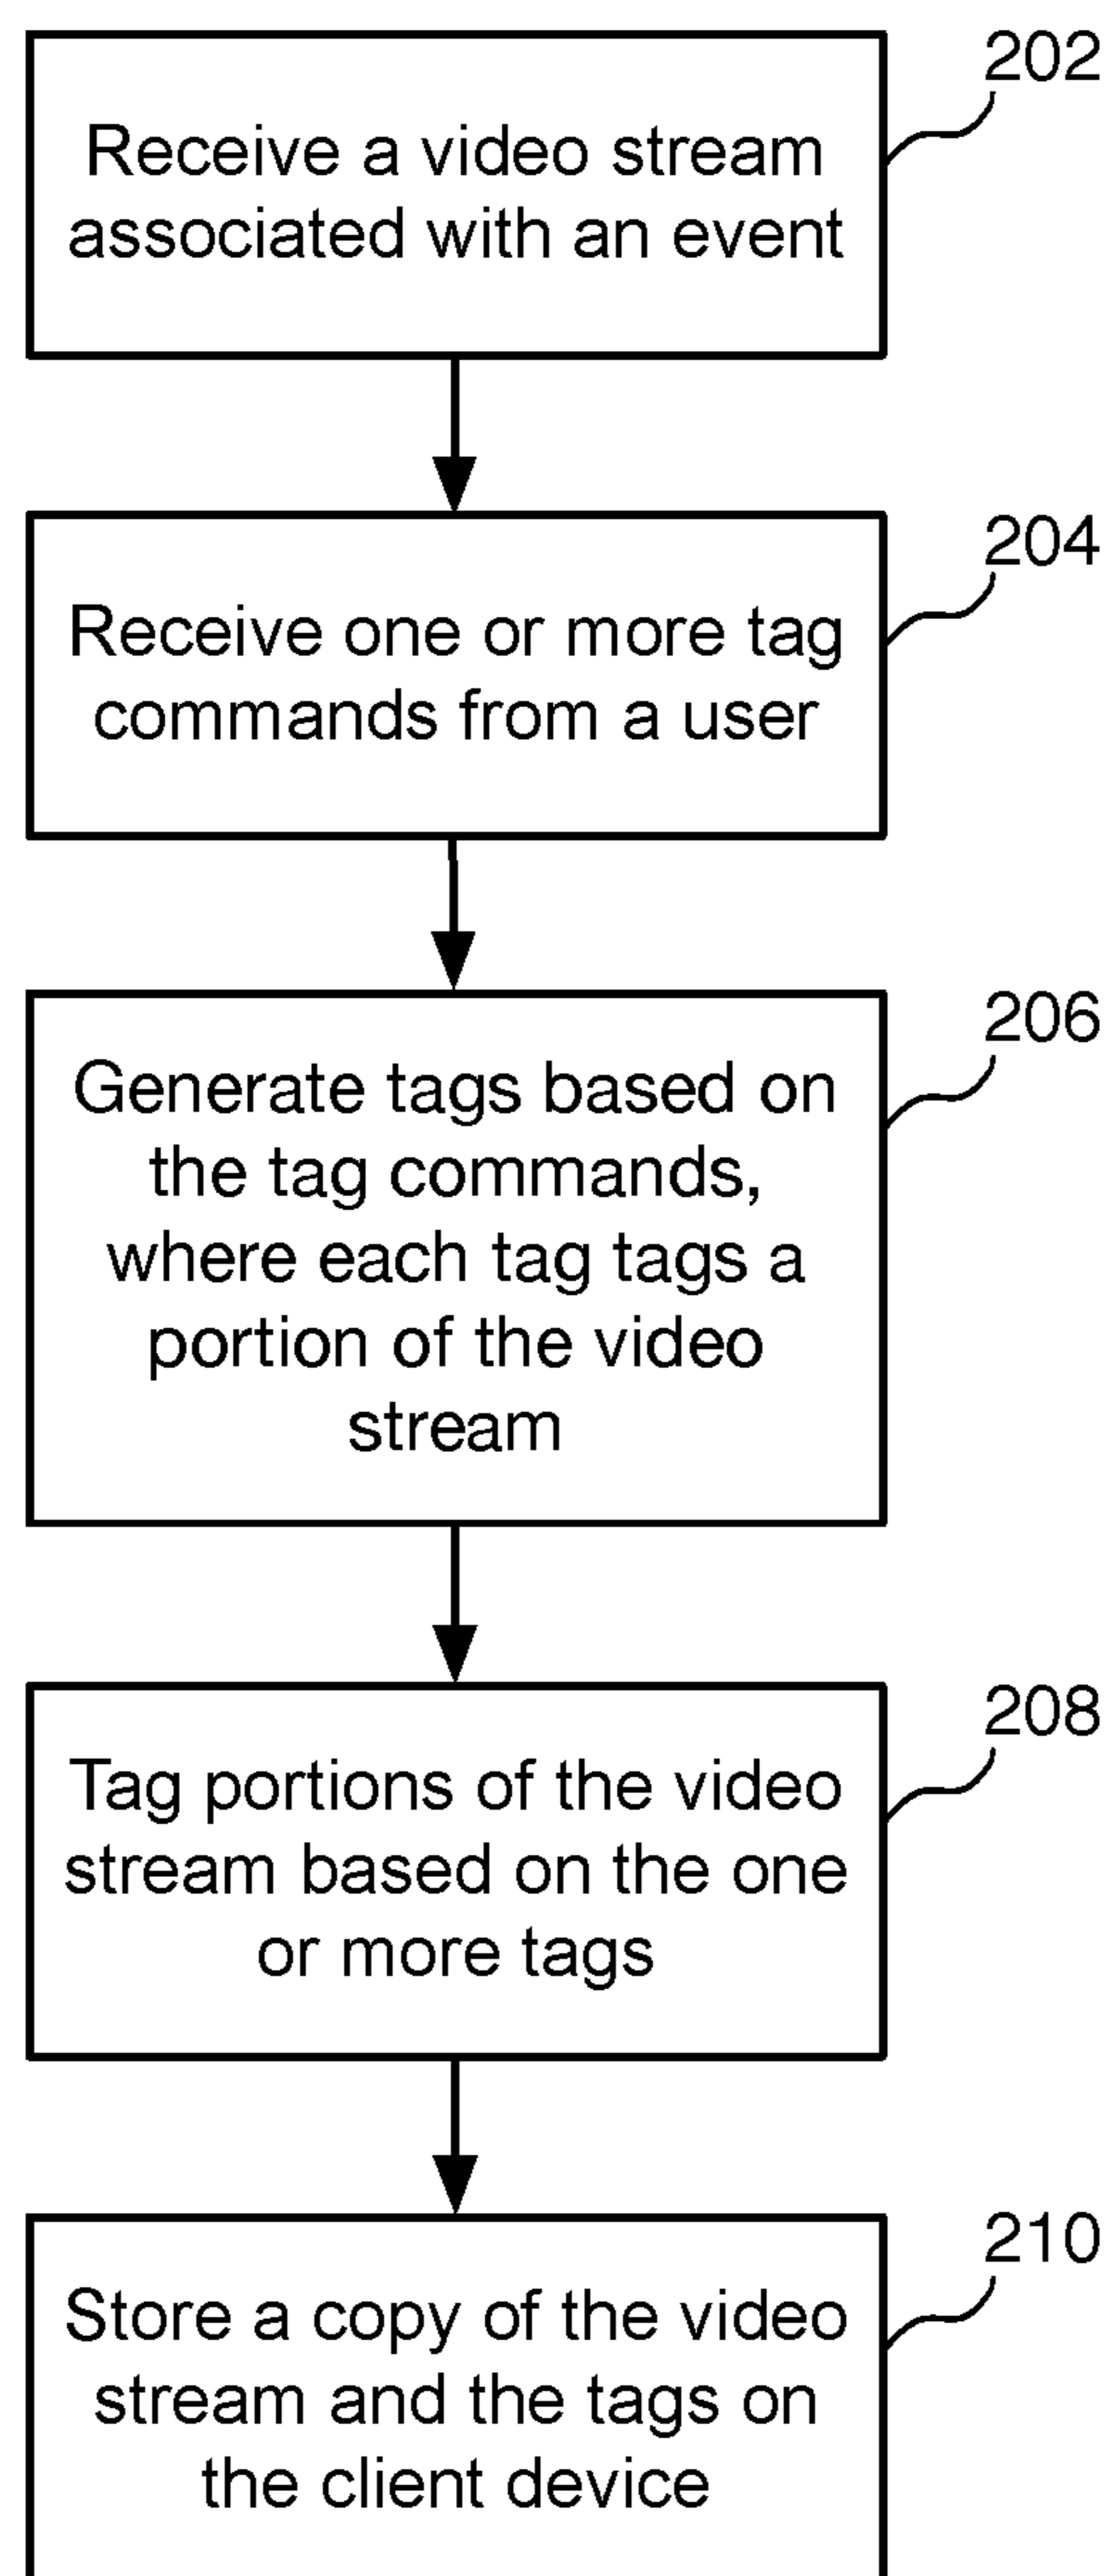 202
Receive a video stream
associated with an event
204
Receive one or more tag
commands from a user
206
Generate tags based on
the tag commands,
where each tag tags a
portion of the video
stream
208
Tag portions of the video
stream based on the one
or more tags
210
Store a copy of the video
stream and the tags on
the client device